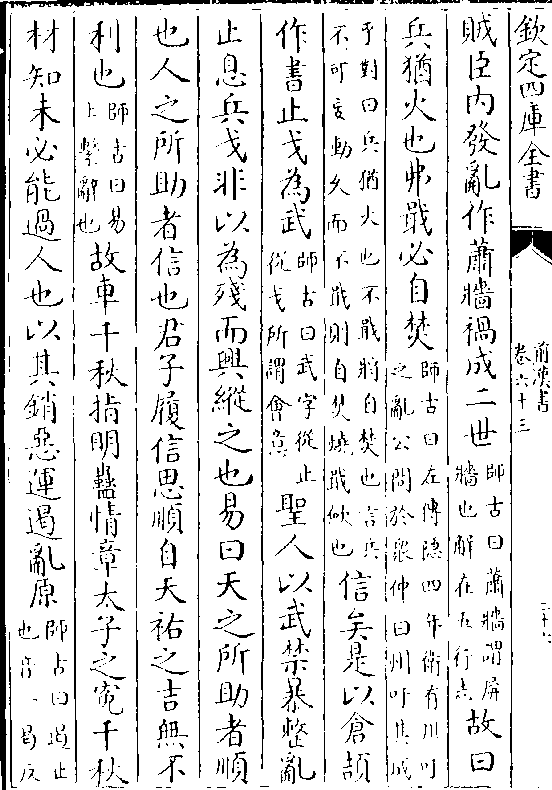 欽定四庫全書
前漢書
卷六十三
賊臣内發亂作蕭牆禍成二世師古曰蕭牆謂屏牆也解在五行志故曰
兵猶火也弗戢必自焚師古曰左傳隠四年衛有州吁之亂公問於衆仲曰州吁其成乎對曰兵猶火也不戢將自焚也言兵不可妄動久而不戢則自焚燒戢斂也信矣是以倉頡
作書止戈為武師古曰武字從止從戈所謂會意聖人以武禁暴整亂
止息兵戈非以為殘而興縱之也易曰天之所助者順
也人之所助者信也君子履信思順自天祐之吉無不
利也師古曰易上繫辭也故車千秋指明蠱情章太子之寃千秋
材知未必能過人也以其銷惡運遏亂原師古曰遏止也音一曷反